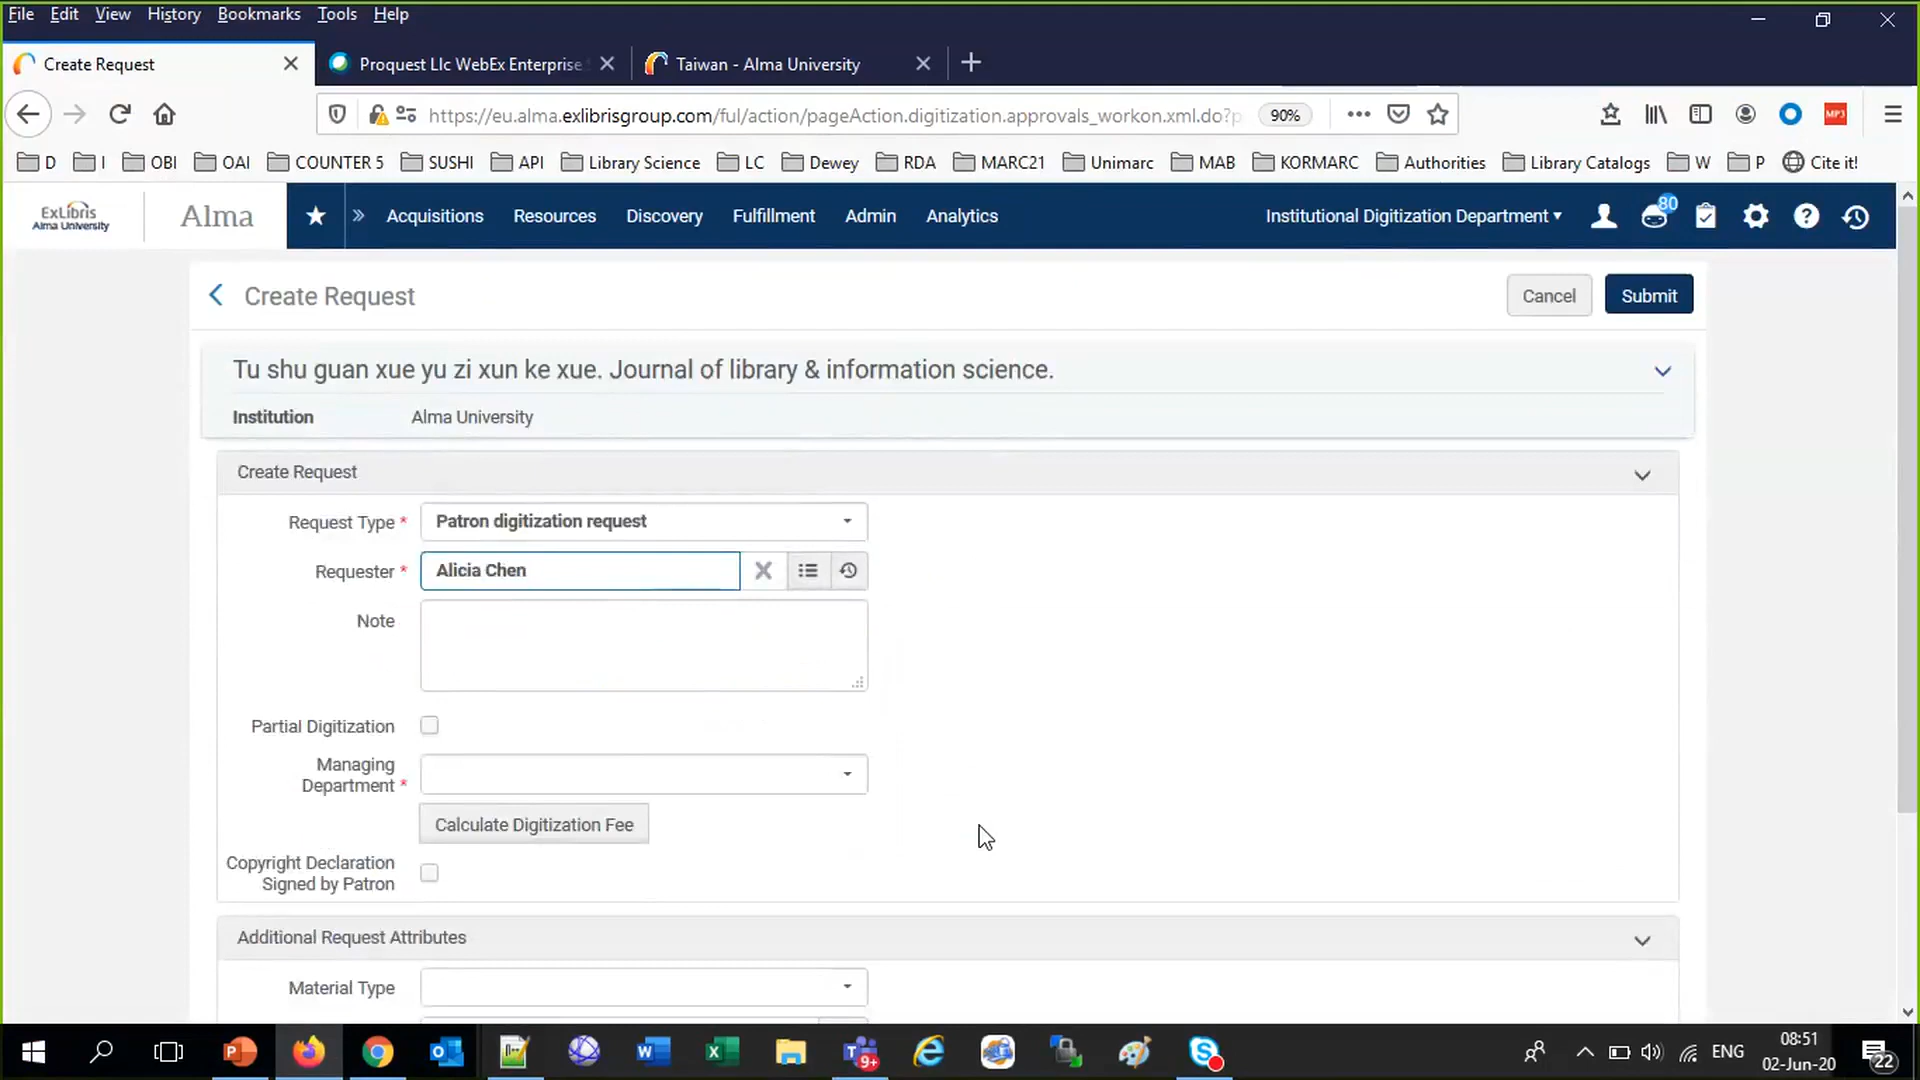 File Edit View History Bookmarks Tools Help
Create Request
Proquest Llc WebEx Enterprise
Taiwan - Alma University
https://eu.alma.exlibrisgroup.com/ful/action/pageAction.digitization.approvals_workon.xml.do?p
90%
MP3
D I OBI OAI COUNTER 5 SUSHI API Library Science LC Dewey RDA MARC21 Unimarc MAB KORMARC Authorities Library Catalogs W P Cite it!
ExLibris
Alma University
Alma
Acquisitions Resources Discovery Fulfillment Admin Analytics
Institutional Digitization Department
80
Create Request
Cancel
Submit
Tu shu guan xue yu zi xun ke xue. Journal of library & information science.
Institution Alma University
Create Request
Request Type * Patron digitization request
Requester * Alicia Chen
Note
Partial Digitization
Managing
Department *
Calculate Digitization Fee
Copyright Declaration
Signed by Patron
Additional Request Attributes
Material Type
9+
ENG
08:51
02-Jun-20
22